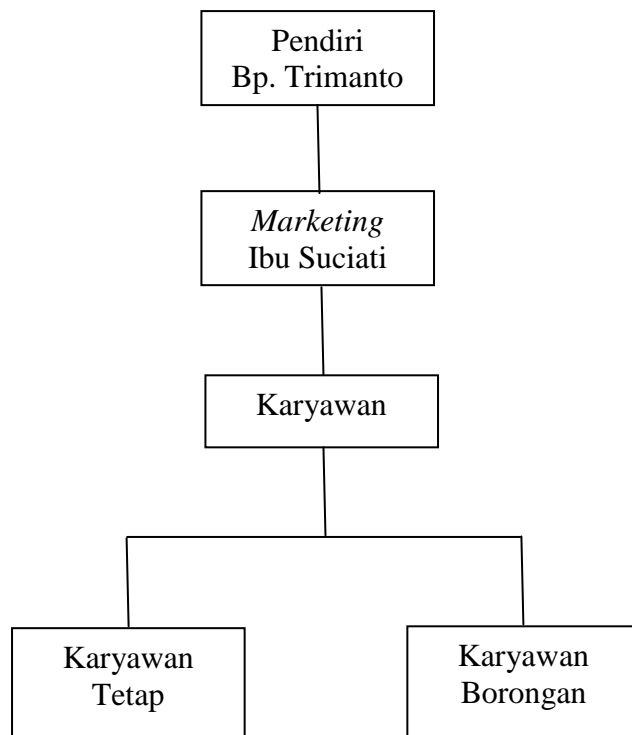 Pendiri
Bp. Trimanto
Marketing
Ibu Suciati
Karyawan
Karyawan
Tetap
Karyawan
Borongan